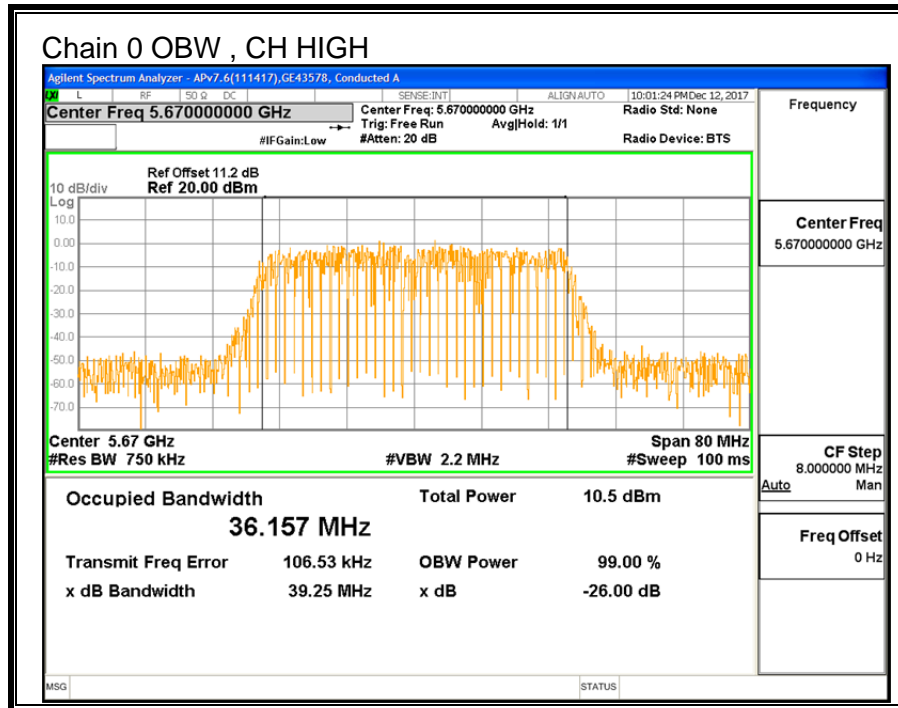 Chain 0 OBW , CH HIGH
Agilent Spectrum Analyzer - APv7.6(111417),GE43578, Conducted A
LXI L RF 50 Ω DC SENSE:INT ALIGN AUTO 10:01:24 PM Dec 12, 2017
Center Freq 5.670000000 GHz
Center Freq: 5.670000000 GHz
Radio Std: None
Trig: Free Run Avg|Hold: 1/1
#IFGain:Low #Atten: 20 dB Radio Device: BTS
Ref Offset 11.2 dB
10 dB/div Ref 20.00 dBm
Log
10.0
0.00
-10.0
-20.0
-30.0
-40.0
-50.0
-60.0
-70.0
Center 5.67 GHz Span 80 MHz
#Res BW 750 kHz #VBW 2.2 MHz #Sweep 100 ms
Occupied Bandwidth Total Power 10.5 dBm
36.157 MHz
Transmit Freq Error 106.53 kHz OBW Power 99.00 %
x dB Bandwidth 39.25 MHz x dB -26.00 dB
MSG STATUS
Frequency
Center Freq
5.670000000 GHz
CF Step
8.000000 MHz
Auto Man
Freq Offset
0 Hz